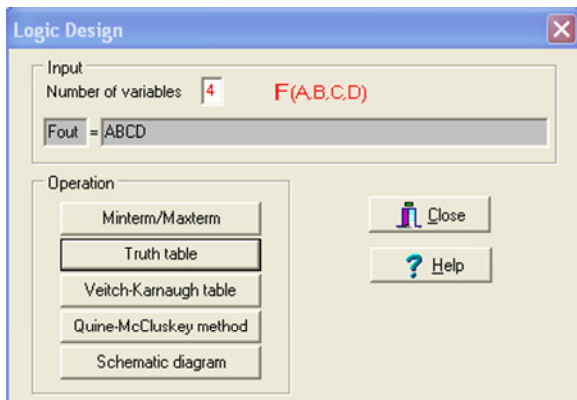 Logic Design
Input
Number of variables 4 F(A,B,C,D)
Fout = ABCD
Operation
Minterm/Maxterm
Truth table
Veitch-Karnaugh table
Quine-McCluskey method
Schematic diagram
Close
? Help